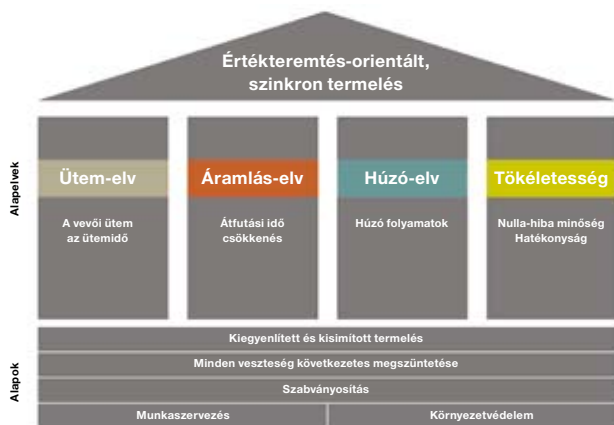 Értékteremtés-orientált,
szinkron termelés
Alapelvek
Ütem-elv
A vevői ütem
az ütemidő
Áramlás-elv
Átfutási idő
csökkenés
Húzó-elv
Húzó folyamatok
Tökéletesség
Nulla-hiba minőség
Hatékonyság
Alapok
Kiegyenlített és kisimított termelés
Minden veszteség következetes megszüntetése
Szabványosítás
Munkaszervezés
Környezetvédelem